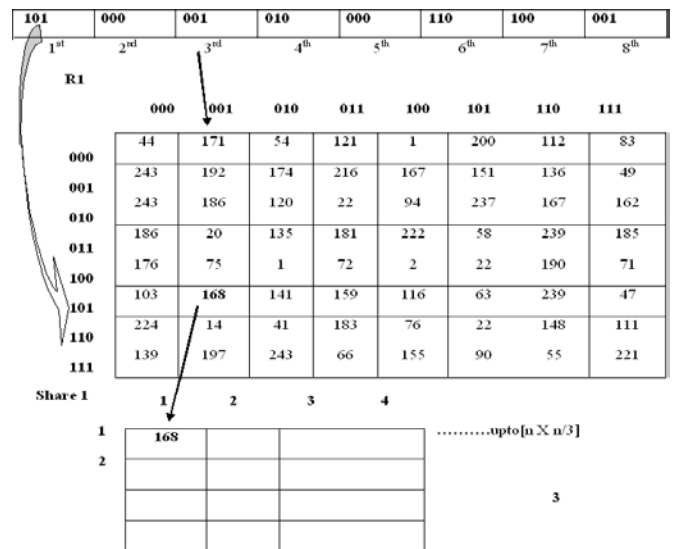 101 000 001 010 000 110 100 001
1st 2nd 3rd 4th 5th 6th 7th 8th
R1
000 001 010 011 100 101 110 111
44 171 54 121 1 200 112 83
000
243 192 174 216 167 151 136 49
001
243 186 120 22 94 237 167 162
010
186 20 135 181 222 58 239 185
011
176 75 1 72 2 22 190 71
100
103 168 141 159 116 63 239 47
101
224 14 41 183 76 22 148 111
110
139 197 243 66 155 90 55 221
111
Share 1 1 2 3 4
1 168 ..........upto[n X n/3]
2
3